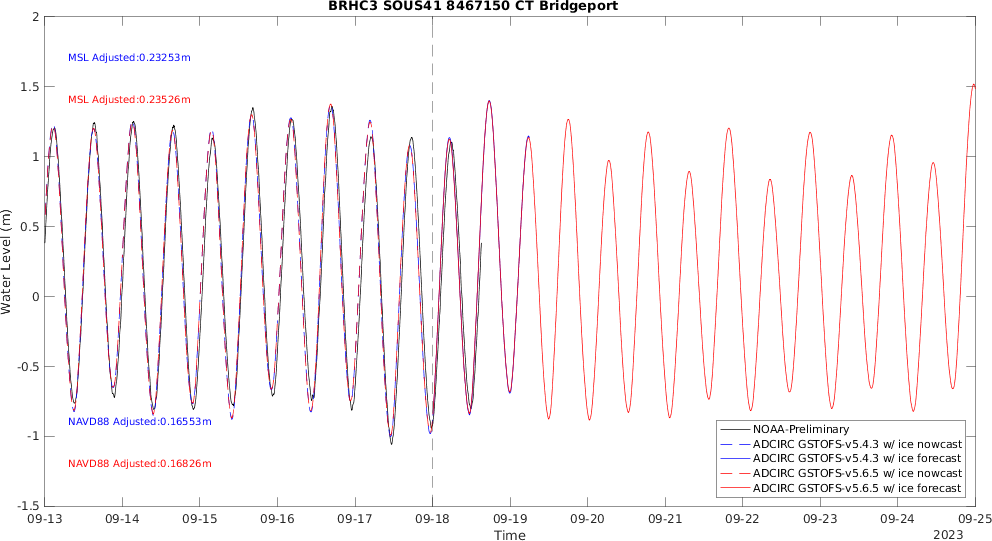 BRHC3 SOUS41 8467150 CT Bridgeport
2
1.5
1
0.5
0
-0.5
-1
-1.5
Water Level (m)
MSL Adjusted:0.23253m
MSL Adjusted:0.23526m
NAVD88 Adjusted:0.16553m
NAVD88 Adjusted:0.16826m
NOAA-Preliminary
ADCIRC GSTOFS-v5.4.3 w/ ice nowcast
ADCIRC GSTOFS-v5.4.3 w/ ice forecast
ADCIRC GSTOFS-v5.6.5 w/ ice nowcast
ADCIRC GSTOFS-v5.6.5 w/ ice forecast
09-13 09-14 09-15 09-16 09-17 09-18 09-19 09-20 09-21 09-22 09-23 09-24 09-25
Time
2023